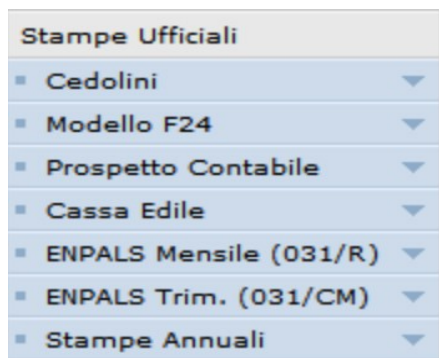 Stampe Ufficiali
Cedolini
Modello F24
Prospetto Contabile
Cassa Edile
ENPALS Mensile (031/R)
ENPALS Trim. (031/CM)
Stampe Annuali